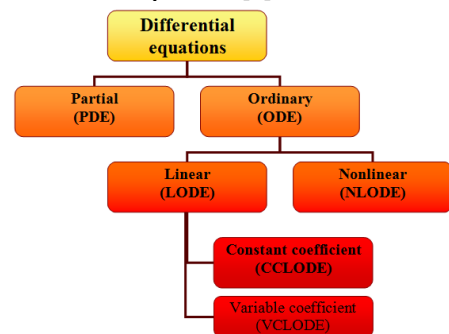 Differential
equations
Partial
(PDE)
Ordinary
(ODE)
Linear
(LODE)
Nonlinear
(NLODE)
Constant coefficient
(CCLODE)
Variable coefficient
(VCLODE)